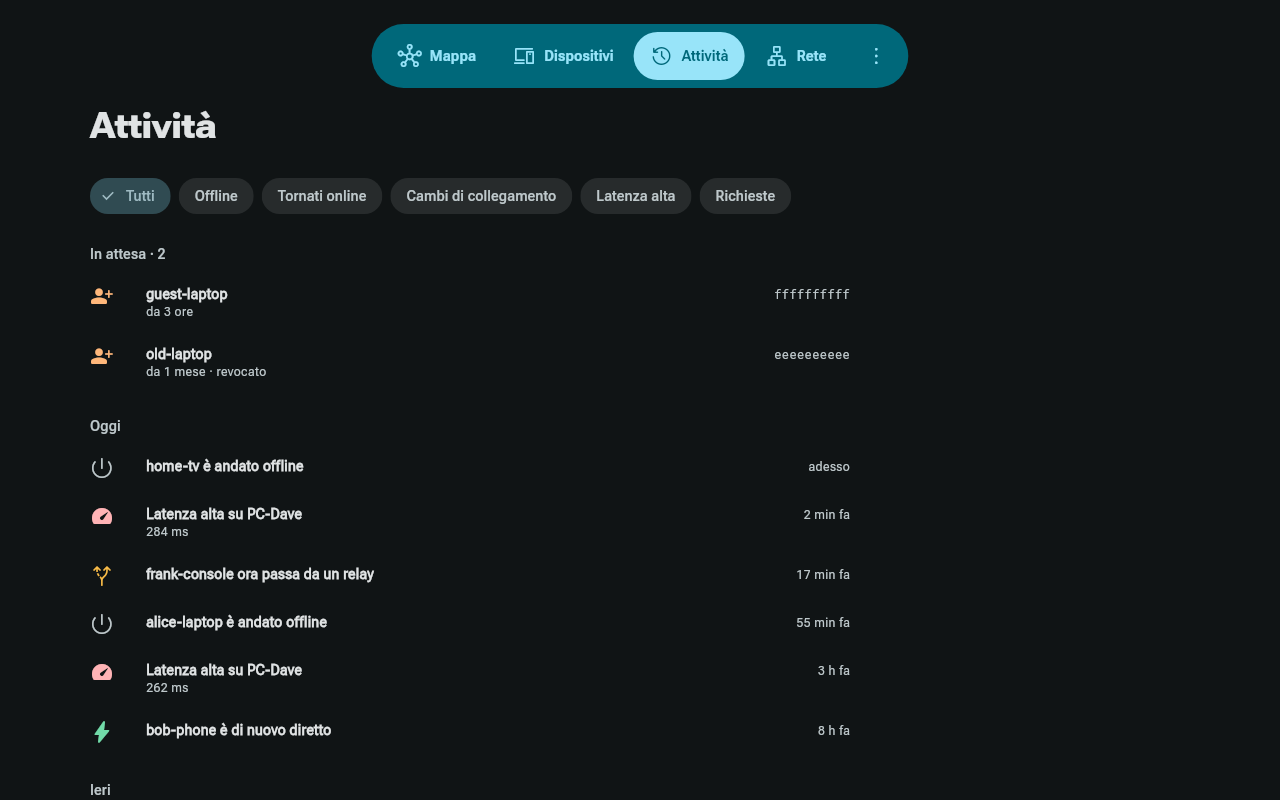 Mappa
Dispositivi
Attività
Rete
Attività
Tutti
Offline
Tornati online
Cambi di collegamento
Latenza alta
Richieste
In attesa · 2
guest-laptop
ffffffffff
da 3 ore
old-laptop
eeeeeeeeee
da 1 mese · revocato
Oggi
home-tv è andato offline
adesso
Latenza alta su PC-Dave
2 min fa
284 ms
frank-console ora passa da un relay
17 min fa
alice-laptop è andato offline
55 min fa
Latenza alta su PC-Dave
3 h fa
262 ms
bob-phone è di nuovo diretto
8 h fa
Ieri